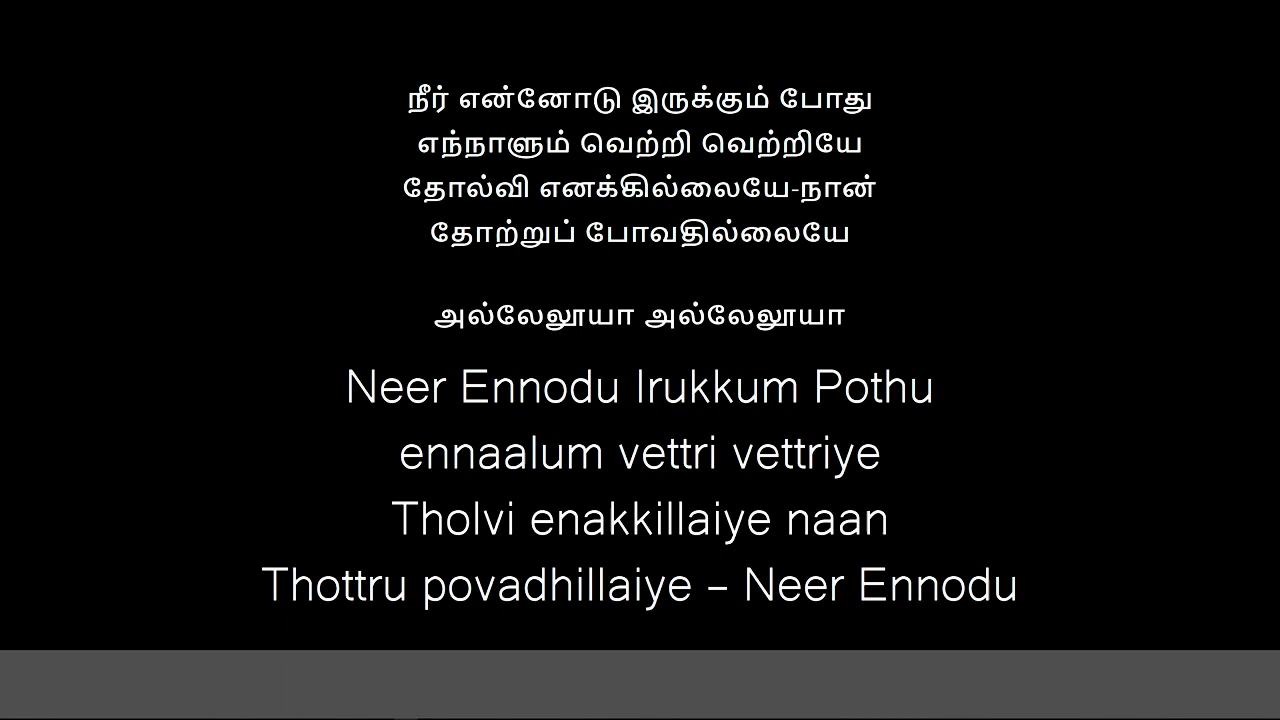 நீர் என்னோடு இருக்கும் போது
எந்நாளும் வெற்றி வெற்றியே
தோல்வி எனக்கில்லையே-நான்
தோற்றுப் போவதில்லையே
அல்லேலூயா அல்லேலூயா
Neer Ennodu Irukkum Pothu
ennaalum vettri vettriye
Tholvi enakkillaiye naan
Thottru povadhillaiye – Neer Ennodu